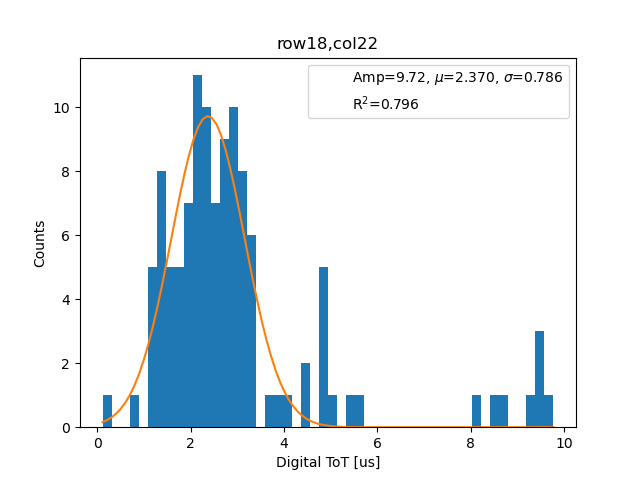 row18,col22
Amp=9.72, μ=2.370, σ=0.786
R²=0.796
10
8
6
4
2
0
Counts
0 2 4 6 8 10
Digital ToT [us]